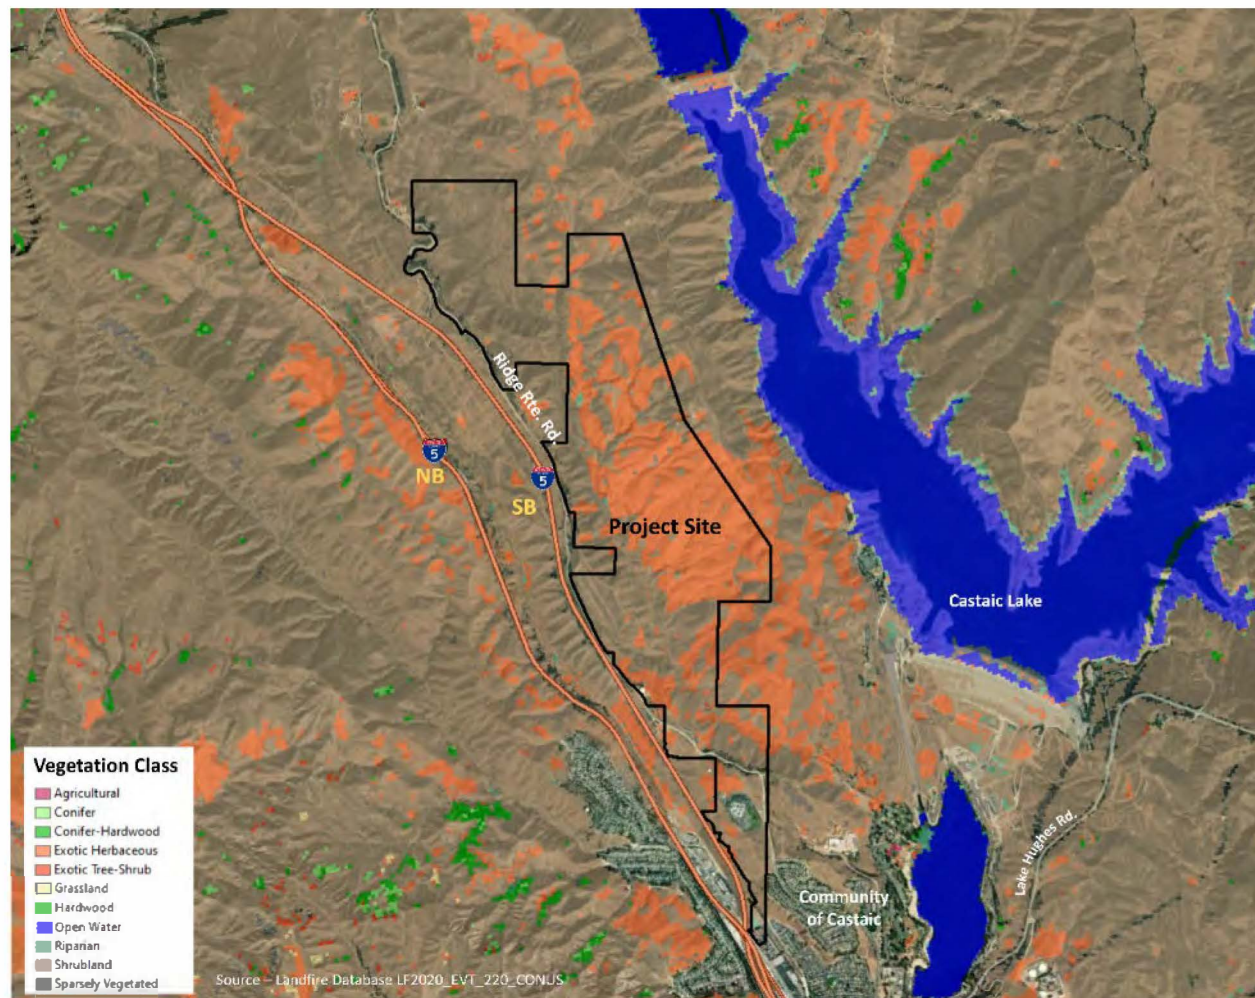 Ridge Rte. Rd.
5
NB
5
SB
Project Site
Castaic Lake
Lake Hughes Rd.
Community
of Castaic
Vegetation Class
Agricultural
Conifer
Conifer-Hardwood
Exotic Herbaceous
Exotic Tree-Shrub
Grassland
Hardwood
Open Water
Riparian
Shrubland
Sparsely Vegetated
Source – Landfire Database LF2020_EVT_220_CONUS